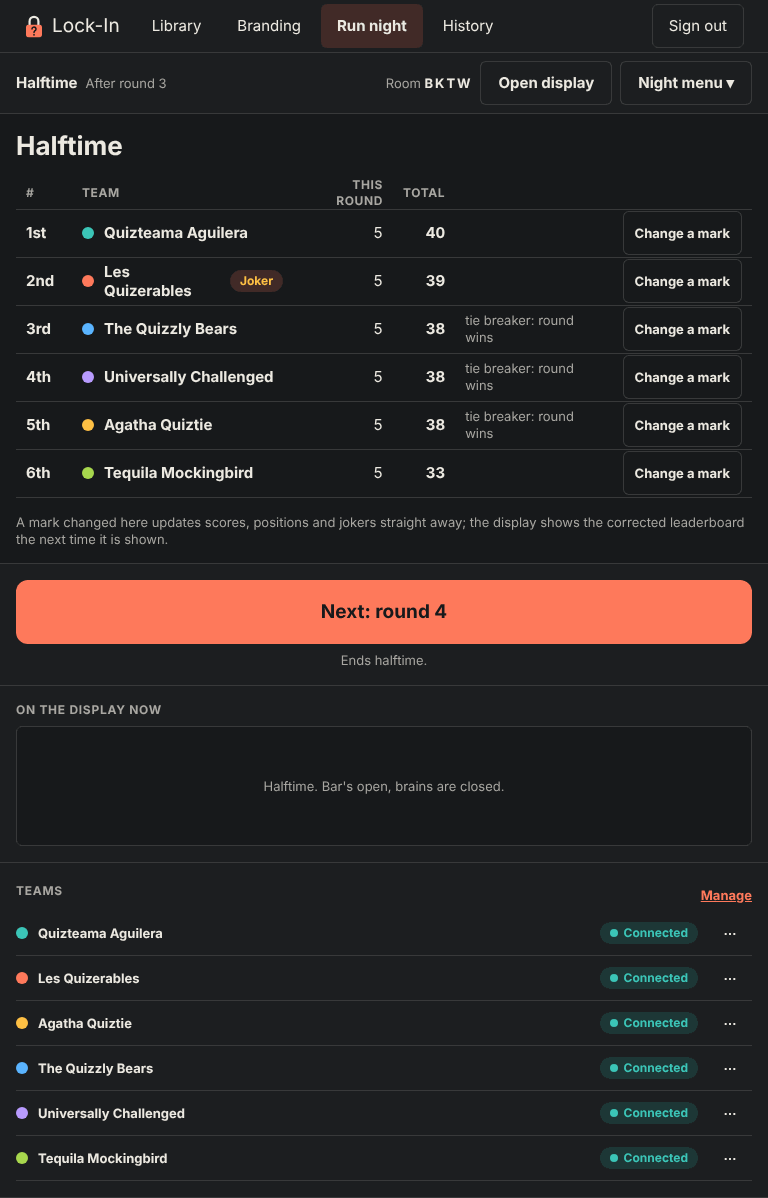 Lock-In Library Branding Run night History Sign out
Halftime After round 3 Room BKTW Open display Night menu ▾
Halftime
# TEAM THIS ROUND TOTAL
1st Quizteama Aguilera 5 40 Change a mark
2nd Les Quizerables Joker 5 39 Change a mark
3rd The Quizzly Bears 5 38 tie breaker: round wins Change a mark
4th Universally Challenged 5 38 tie breaker: round wins Change a mark
5th Agatha Quiztie 5 38 tie breaker: round wins Change a mark
6th Tequila Mockingbird 5 33 Change a mark
A mark changed here updates scores, positions and jokers straight away; the display shows the corrected leaderboard
the next time it is shown.
Next: round 4
Ends halftime.
ON THE DISPLAY NOW
Halftime. Bar's open, brains are closed.
TEAMS Manage
Quizteama Aguilera Connected ...
Les Quizerables Connected ...
Agatha Quiztie Connected ...
The Quizzly Bears Connected ...
Universally Challenged Connected ...
Tequila Mockingbird Connected ...